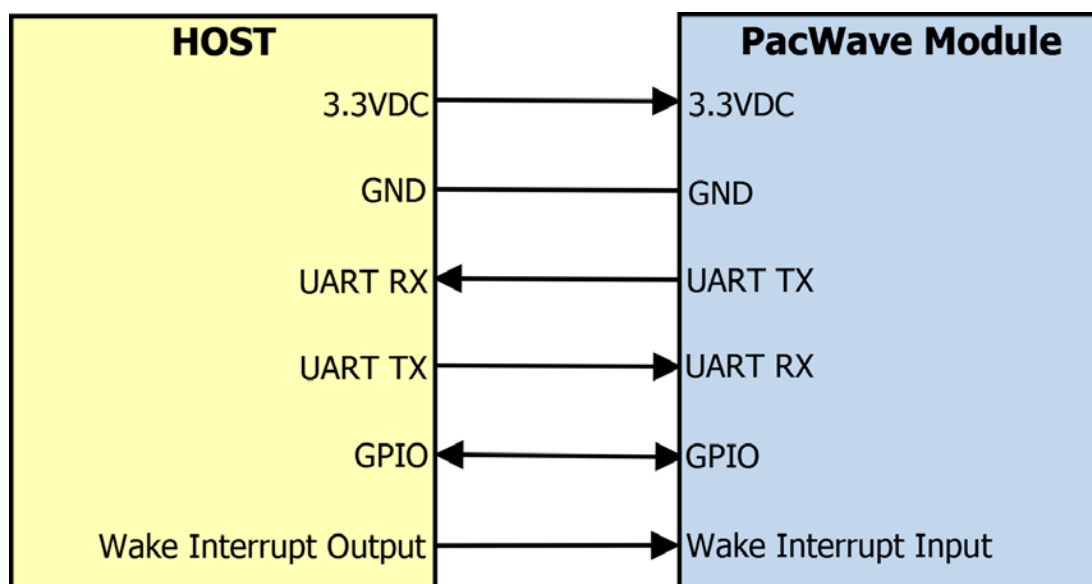 HOST
PacWave Module
3.3VDC
3.3VDC
GND
GND
UART RX
UART TX
UART TX
UART RX
GPIO
GPIO
Wake Interrupt Output
Wake Interrupt Input